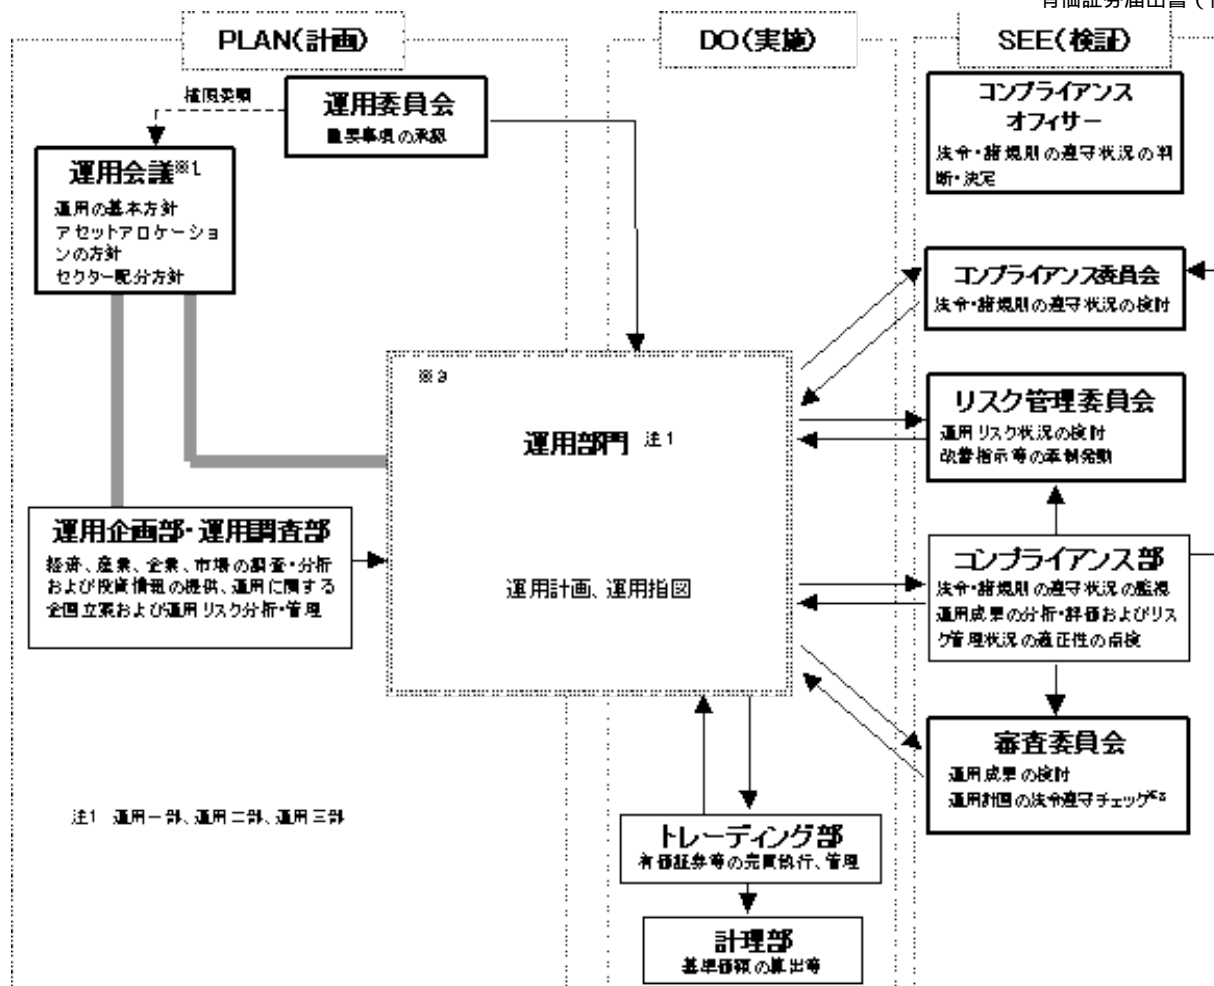 有価証券届出書(
PLAN(計画)
DO(実施)
SEE(検証)
権限委嘱
運用委員会
重要事項の承認
運用会議※1
運用の基本方針
アセットアロケーショ
ンの方針
セクター配分方針
コンプライアンス
オフィサー
法令・諸規則の遵守状況の判
断・決定
コンプライアンス委員会
法令・諸規則の遵守状況の検討
※3
運用部門 注1
運用計画、運用指図
リスク管理委員会
運用リスク状況の検討
改善指示等の牽制発動
運用企画部・運用調査部
経済、産業、企業、市場の調査・分析
および投資情報の提供、運用に関する
企画立案および運用リスク分析・管理
コンプライアンス部
法令・諸規則の遵守状況の監視
運用成果の分析・評価およびリス
ク管理状況の適正性の点検
審査委員会
運用成果の検討
運用計画の法令遵守チェック
注1 運用一部、運用二部、運用三部
トレーディング部
有価証券等の売買執行、管理
計理部
基準価額の算出等